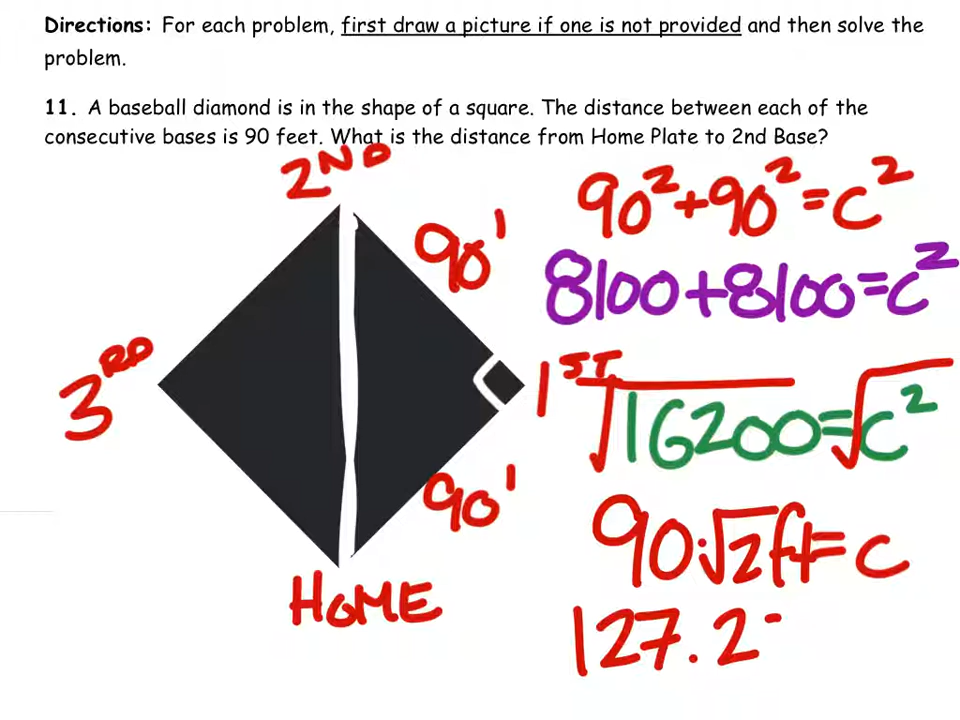 Directions: For each problem, first draw a picture if one is not provided and then solve the
problem.
11. A baseball diamond is in the shape of a square. The distance between each of the
consecutive bases is 90 feet. What is the distance from Home Plate to 2nd Base?
2ND
90²+90²=c²
90'
8100+8100=c²
3RD
1ST
√16200=√c²
90'
90·√2ft=c
HOME
127.2